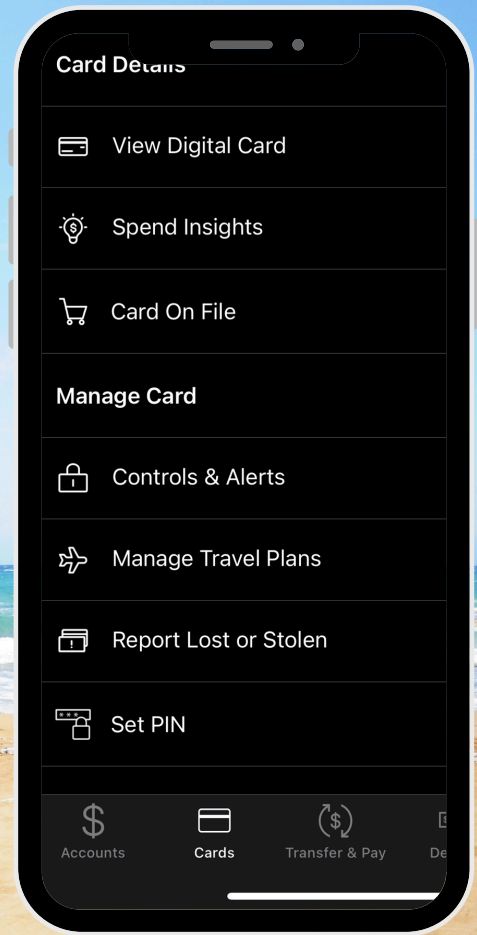 Card Details
View Digital Card
Spend Insights
Card On File
Manage Card
Controls & Alerts
Manage Travel Plans
Report Lost or Stolen
Set PIN
Accounts
Cards
Transfer & Pay
De